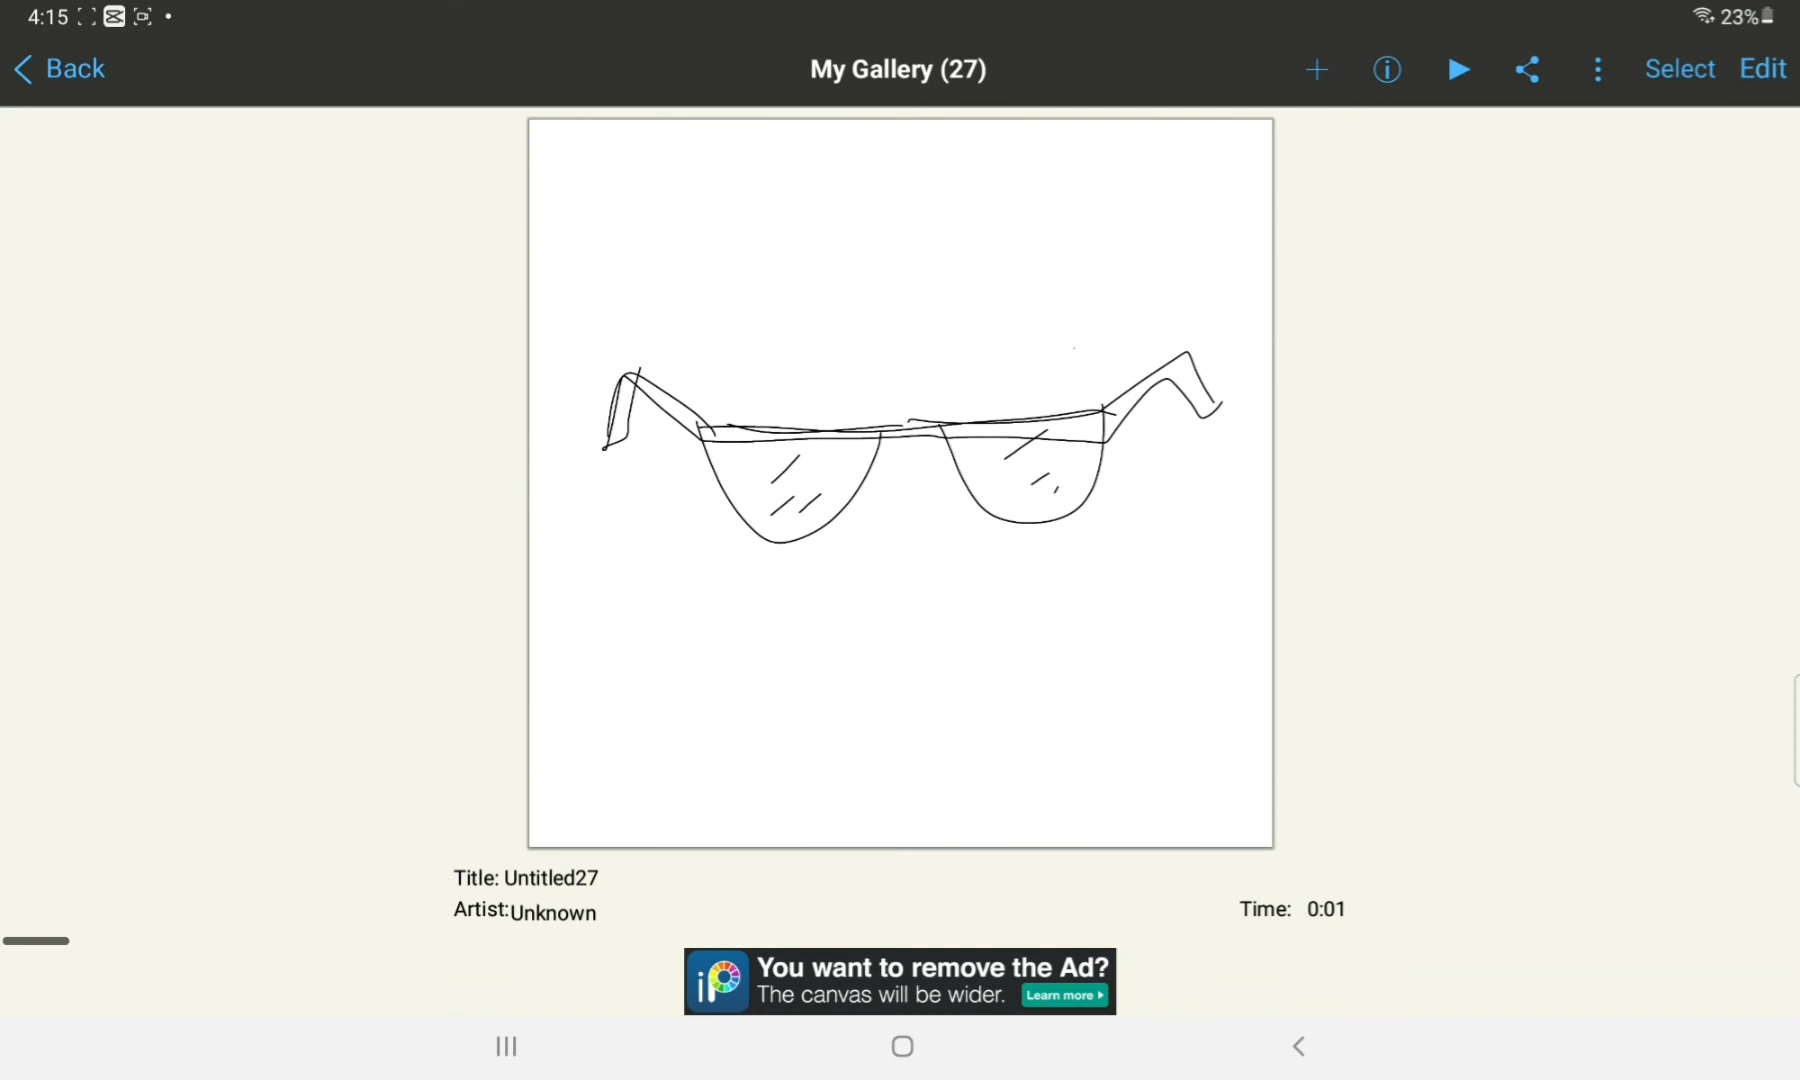 4:15
23%
Back
My Gallery (27)
Select
Edit
Title: Untitled27
Artist: Unknown
Time: 0:01
iP
You want to remove the Ad?
The canvas will be wider.
Learn more